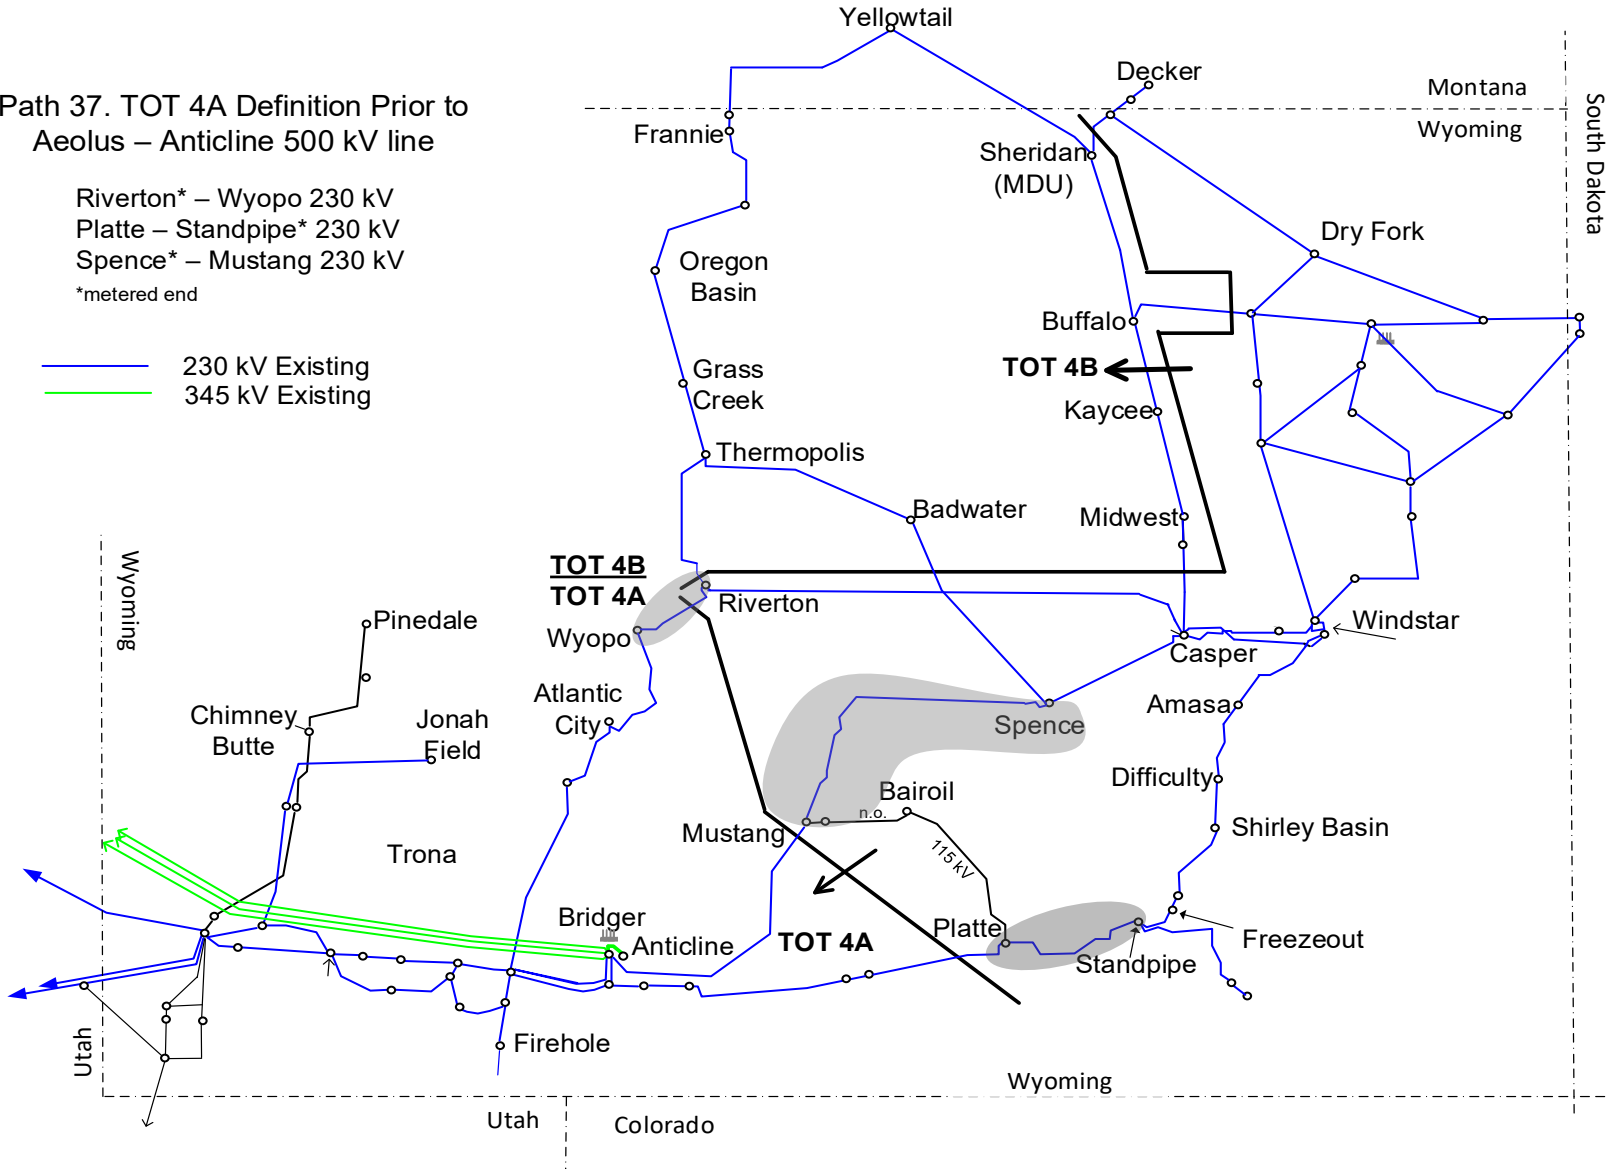 Yellowtail
Decker
Path 37. TOT 4A Definition Prior to
Aeolus – Anticline 500 kV line
Montana
Wyoming
South Dakota
Frannie
Sheridan
(MDU)
Riverton* – Wyopo 230 kV
Platte – Standpipe* 230 kV
Spence* – Mustang 230 kV
*metered end
Dry Fork
Oregon
Basin
Buffalo
230 kV Existing
345 kV Existing
TOT 4B
Grass
Creek
Kaycee
Thermopolis
Badwater
Midwest
Wyoming
TOT 4B
TOT 4A
Riverton
Pinedale
Wyopo
Windstar
Casper
Atlantic
City
Chimney
Butte
Jonah
Field
Spence
Amasa
Difficulty
Bairoil
n.o.
Mustang
Shirley Basin
115 kV
Trona
Bridger
Anticline
TOT 4A
Platte
Standpipe
Freezeout
Firehole
Utah
Wyoming
Utah
Colorado